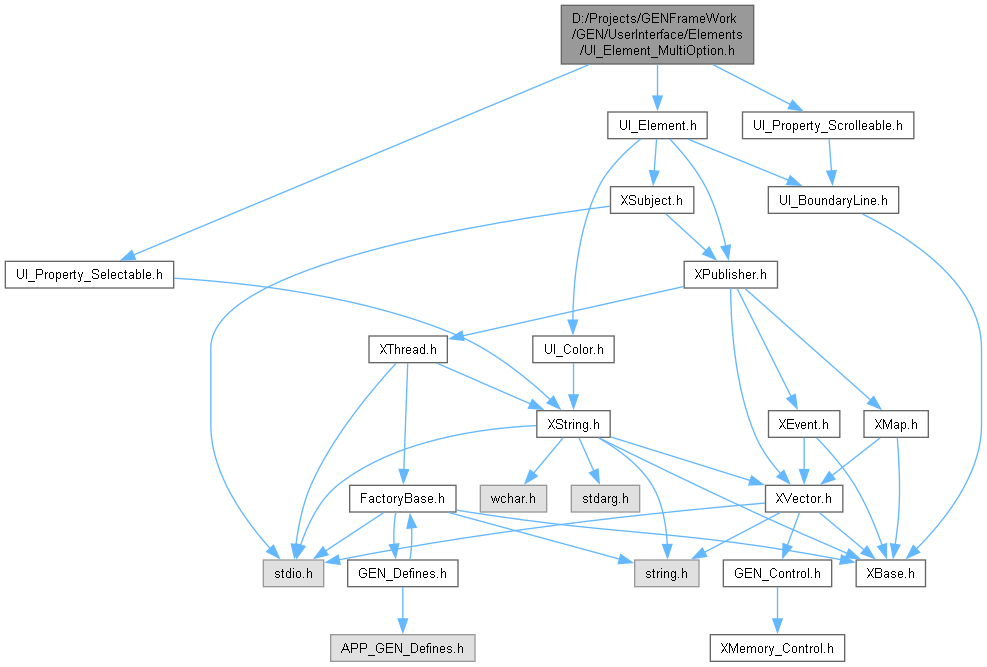 D:/Projects/GENFrameWork
/GEN/UserInterface/Elements
/UI_Element_MultiOption.h
UI_Element.h
UI_Property_Scrolleable.h
XSubject.h
UI_BoundaryLine.h
UI_Property_Selectable.h
XPublisher.h
XThread.h
UI_Color.h
XString.h
XEvent.h
XMap.h
FactoryBase.h
wchar.h
stdarg.h
XVector.h
stdio.h
GEN_Defines.h
string.h
GEN_Control.h
XBase.h
APP_GEN_Defines.h
XMemory_Control.h